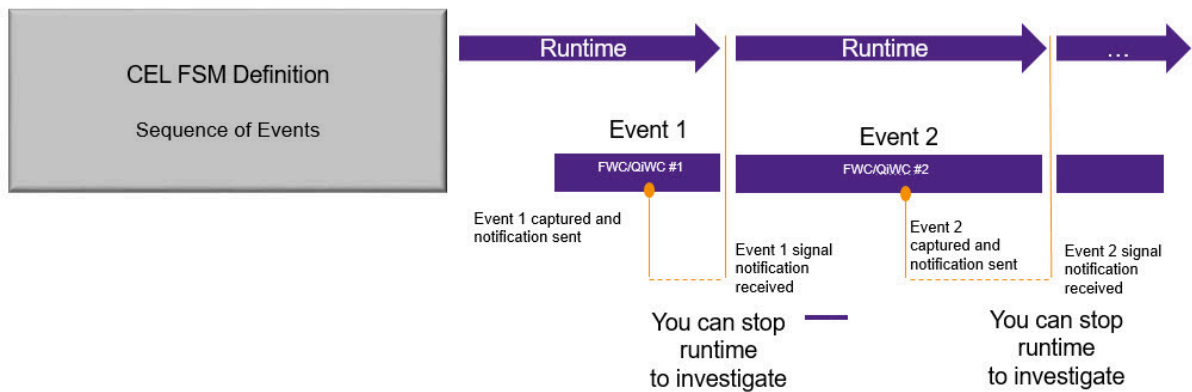 CEL FSM Definition
Sequence of Events
Runtime
Runtime
...
Event 1
Event 2
FWC/QiWC #1
FWC/QiWC #2
Event 1 captured and
notification sent
Event 1 signal
notification
received
Event 2
captured and
notification sent
Event 2 signal
notification
received
You can stop
runtime
to investigate
You can stop
runtime
to investigate